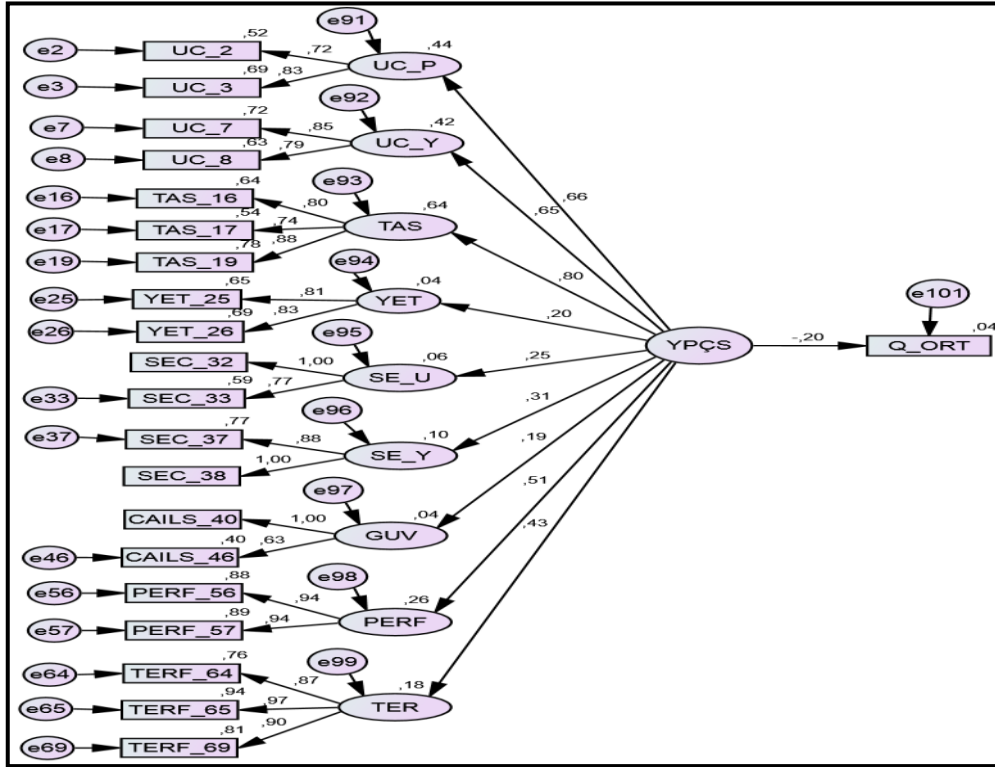 e91
,52
,44
e2
UC_2
,72
UC_P
,69
,83
e3
UC_3
e92
,72
,42
e7
UC_7
,85
UC_Y
,63
,79
e8
UC_8
,66
,65
e93
,64
,64
e16
TAS_16
,80
,54
e17
TAS_17
,74
TAS
,78
,88
e19
TAS_19
,80
e94
,65
,04
e25
YET_25
,81
YET
,69
,83
,20
e26
YET_26
e95
e101
,06
SEC_32
1,00
SE_U
,25
YPÇS
-,20
Q_ORT
,04
,59
,77
e33
SEC_33
e96
,31
,77
,10
e37
SEC_37
,88
SE_Y
,19
SEC_38
1,00
e97
,51
,04
,43
CAILS_40
1,00
GUV
,40
,63
e46
CAILS_46
e98
,88
,26
e56
PERF_56
,94
PERF
,89
,94
e57
PERF_57
e99
,76
,18
e64
TERF_64
,87
,94
e65
TERF_65
,97
TER
,81
,90
e69
TERF_69